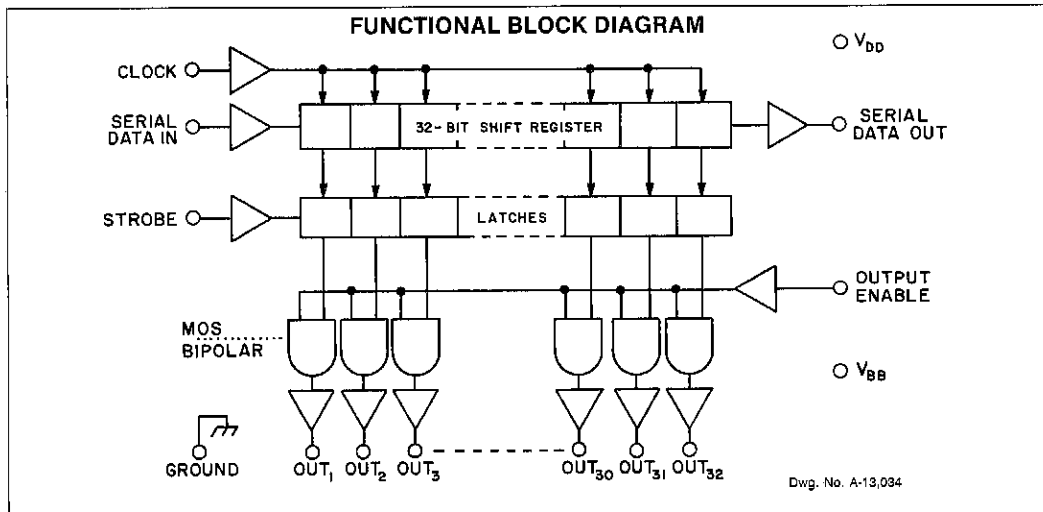 FUNCTIONAL BLOCK DIAGRAM
V_DD
CLOCK
SERIAL
DATA IN
32-BIT SHIFT REGISTER
SERIAL
DATA OUT
STROBE
LATCHES
OUTPUT
ENABLE
MOS
BIPOLAR
V_BB
GROUND
OUT₁ OUT₂ OUT₃ OUT₃₀ OUT₃₁ OUT₃₂
Dwg. No. A-13,034